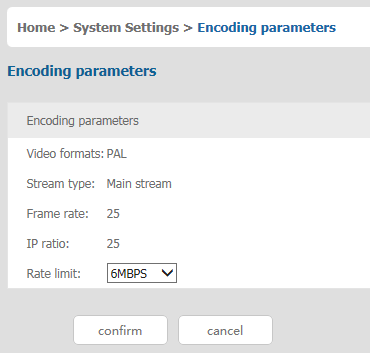 Home > System Settings > Encoding parameters
Encoding parameters
Encoding parameters
Video formats: PAL
Stream type: Main stream
Frame rate: 25
IP ratio: 25
Rate limit: 6MBPS
confirm cancel